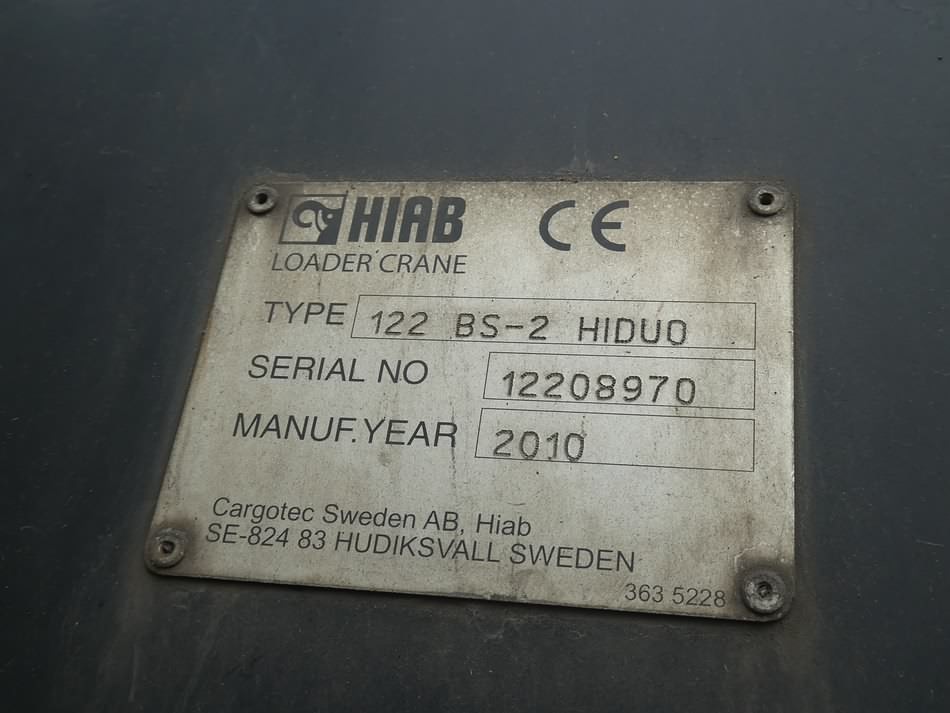 HIAB CE
LOADER CRANE
TYPE 122 BS-2 HIDUO
SERIAL NO 12208970
MANUF.YEAR 2010
Cargotec Sweden AB, Hiab
SE-824 83 HUDIKSVALL SWEDEN
363 5228